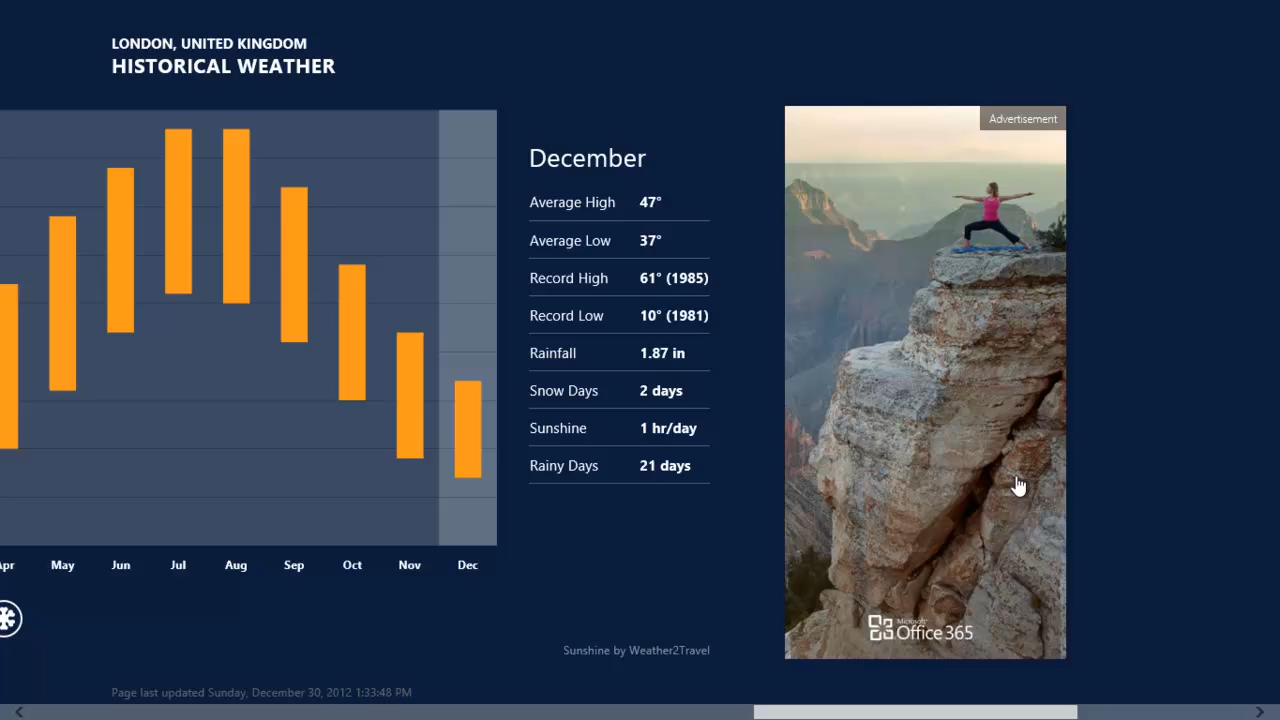 LONDON, UNITED KINGDOM
HISTORICAL WEATHER
Advertisement
December
Average High 47°
Average Low 37°
Record High 61° (1985)
Record Low 10° (1981)
Rainfall 1.87 in
Snow Days 2 days
Sunshine 1 hr/day
Rainy Days 21 days
Apr May Jun Jul Aug Sep Oct Nov Dec
Microsoft
Office 365
Sunshine by Weather2Travel
Page last updated Sunday, December 30, 2012 1:33:48 PM